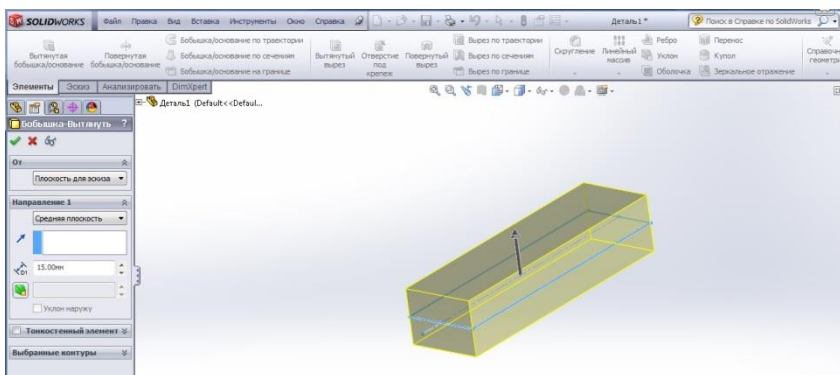 SOLIDWORKS Файл Правка Вид Вставка Инструменты Окно Справка Деталь1 * Поиск в Справке по SolidWorks
Вытянутая бобышка/основание
Повернутая бобышка/основание
Бобышка/основание по траектории
Бобышка/основание по сечениям
Бобышка/основание на границе
Вытянутый вырез
Отверстие под крепеж
Повернутый вырез
Вырез по траектории
Вырез по сечениям
Вырез по границе
Скругление
Линейный массив
Ребро
Уклон
Оболочка
Перенос
Купол
Зеркальное отражение
Элементы Эскиз Анализировать DimXpert
Деталь1 (Default<<Defaul...
Бобышка-Вытянуть ?
От
Плоскость для эскиза
Направление 1
Средняя плоскость
D1 15.00мм
Уклон наружу
Тонкостенный элемент
Выбранные контуры